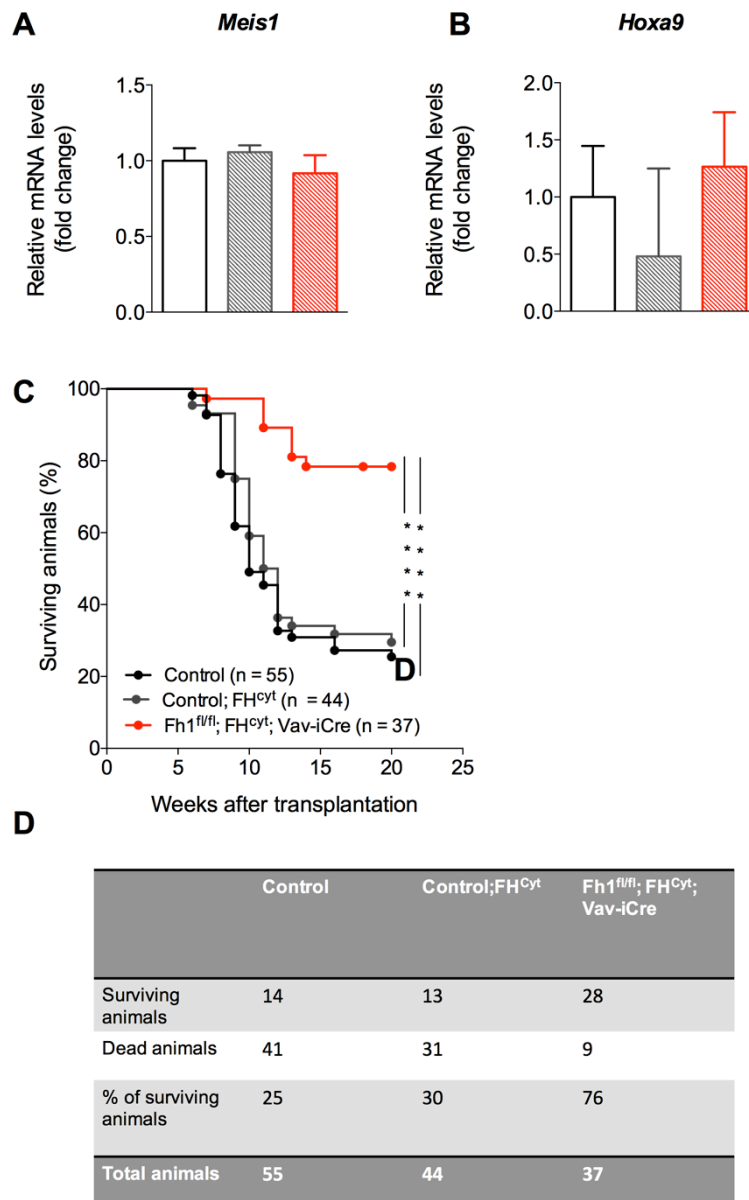 A
Meis1
B
Hoxa9
Relative mRNA levels
(fold change)
1.5
1.0
0.5
0.0
Relative mRNA levels
(fold change)
2.0
1.5
1.0
0.5
0.0
C
Surviving animals (%)
100
80
60
40
20
0
* * * *
* * * *
Control (n = 55)
Control; FHcyt (n = 44)
Fh1fl/fl; FHcyt; Vav-iCre (n = 37)
D
0 5 10 15 20 25
Weeks after transplantation
D
Control Control;FHCyt Fh1fl/fl; FHCyt;
Vav-iCre
Surviving
animals 14 13 28
Dead animals 41 31 9
% of surviving
animals 25 30 76
Total animals 55 44 37